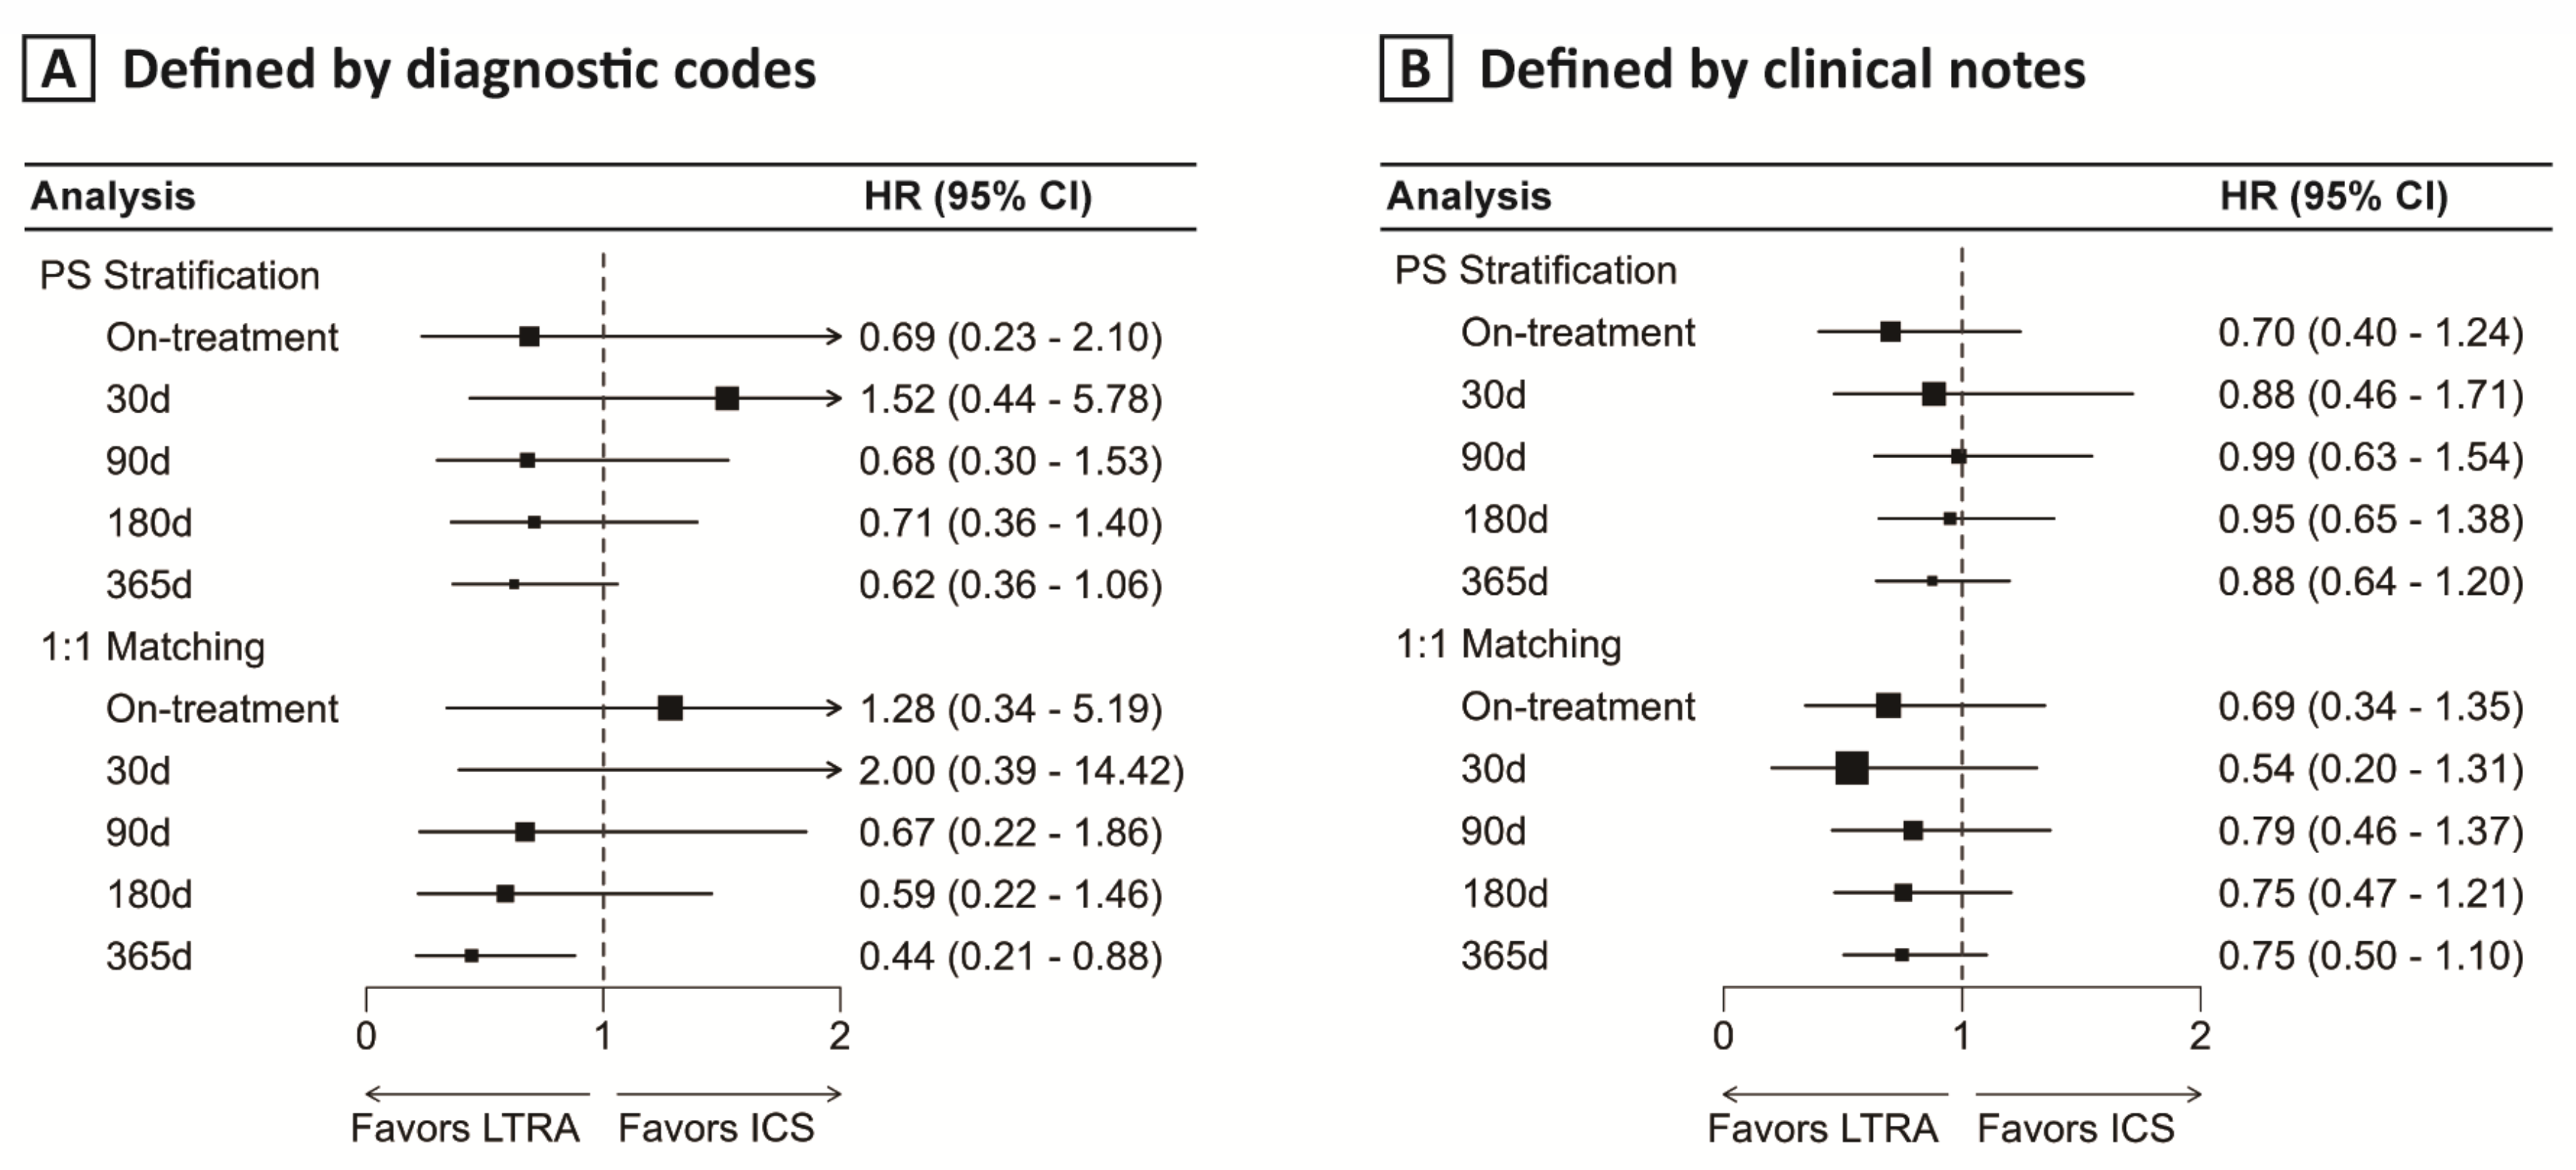 A Defined by diagnostic codes
Analysis HR (95% CI)
PS Stratification
On-treatment 0.69 (0.23 - 2.10)
30d 1.52 (0.44 - 5.78)
90d 0.68 (0.30 - 1.53)
180d 0.71 (0.36 - 1.40)
365d 0.62 (0.36 - 1.06)
1:1 Matching
On-treatment 1.28 (0.34 - 5.19)
30d 2.00 (0.39 - 14.42)
90d 0.67 (0.22 - 1.86)
180d 0.59 (0.22 - 1.46)
365d 0.44 (0.21 - 0.88)
0 1 2
Favors LTRA Favors ICS
B Defined by clinical notes
Analysis HR (95% CI)
PS Stratification
On-treatment 0.70 (0.40 - 1.24)
30d 0.88 (0.46 - 1.71)
90d 0.99 (0.63 - 1.54)
180d 0.95 (0.65 - 1.38)
365d 0.88 (0.64 - 1.20)
1:1 Matching
On-treatment 0.69 (0.34 - 1.35)
30d 0.54 (0.20 - 1.31)
90d 0.79 (0.46 - 1.37)
180d 0.75 (0.47 - 1.21)
365d 0.75 (0.50 - 1.10)
0 1 2
Favors LTRA Favors ICS